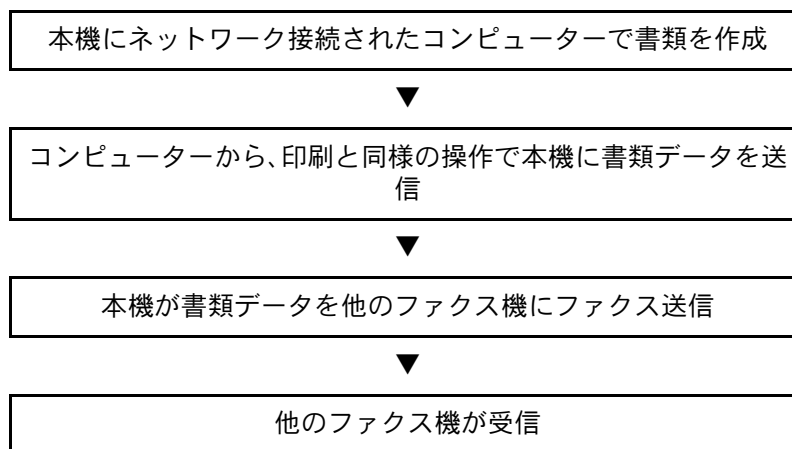 本機にネットワーク接続されたコンピューターで書類を作成
▼
コンピューターから、印刷と同様の操作で本機に書類データを送
信
▼
本機が書類データを他のファクス機にファクス送信
▼
他のファクス機が受信